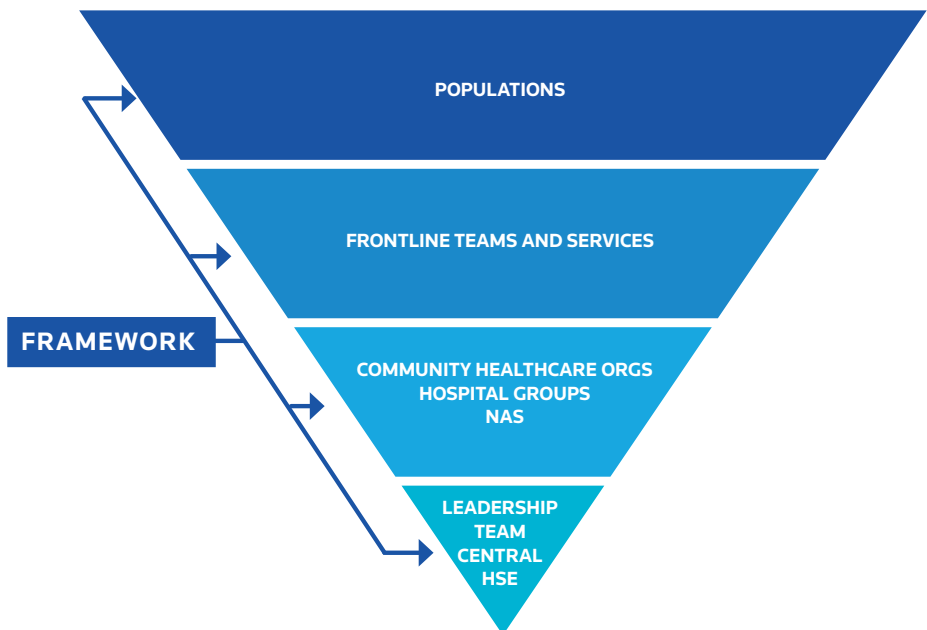 POPULATIONS
FRONTLINE TEAMS AND SERVICES
FRAMEWORK
COMMUNITY HEALTHCARE ORGS
HOSPITAL GROUPS
NAS
LEADERSHIP
TEAM
CENTRAL
HSE